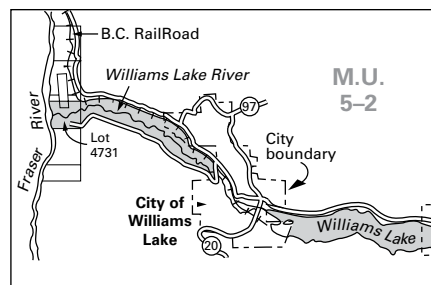 B.C. RailRoad
Williams Lake River
M.U.
5–2
97
River
Fraser
Lot
4731
City
boundary
City of
Williams
Lake
20
Williams Lake